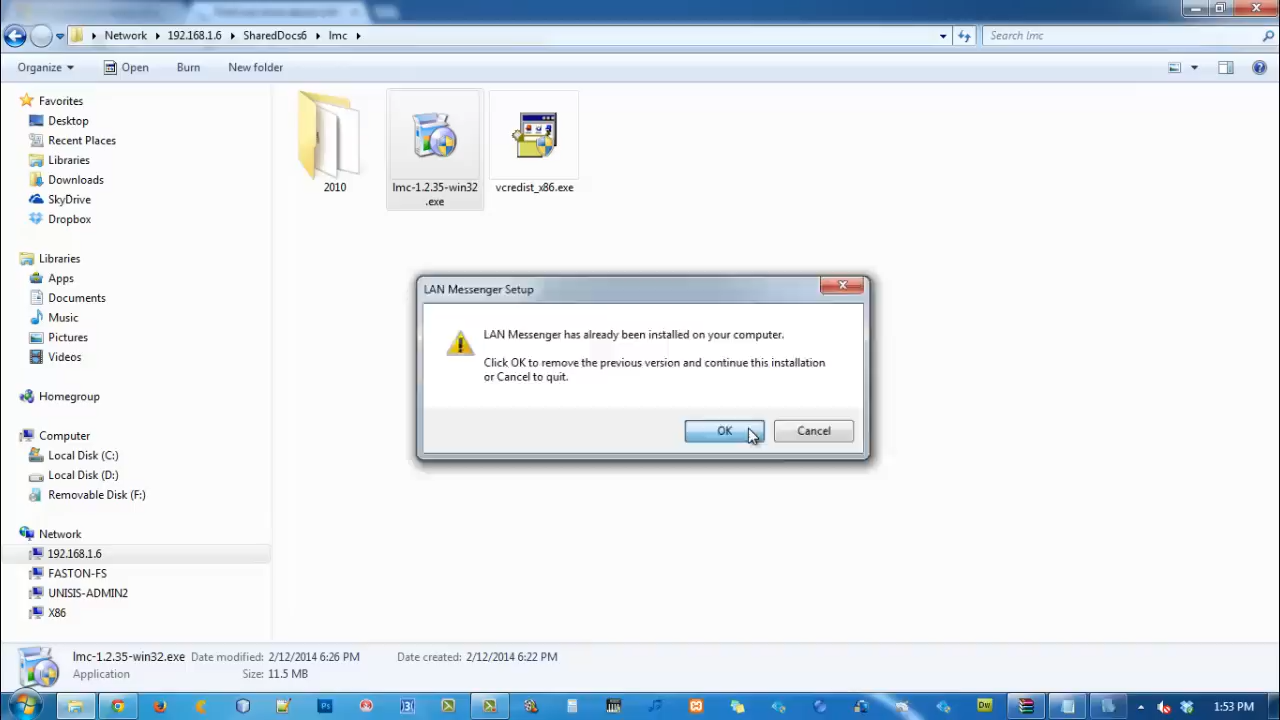 Network
192.168.1.6
SharedDocs6
lmc
Search lmc
Organize
Open
Burn
New folder
Favorites
Desktop
Recent Places
Libraries
Downloads
SkyDrive
Dropbox
Libraries
Apps
Documents
Music
Pictures
Videos
Homegroup
Computer
Local Disk (C:)
Local Disk (D:)
Removable Disk (F:)
Network
192.168.1.6
FASTON-FS
UNISIS-ADMIN2
X86
2010
lmc-1.2.35-win32
.exe
vcredist_x86.exe
LAN Messenger Setup
LAN Messenger has already been installed on your computer.
Click OK to remove the previous version and continue this installation
or Cancel to quit.
OK
Cancel
lmc-1.2.35-win32.exe Date modified: 2/12/2014 6:26 PM Date created: 2/12/2014 6:22 PM
Application Size: 11.5 MB
Ps
Dw
1:53 PM